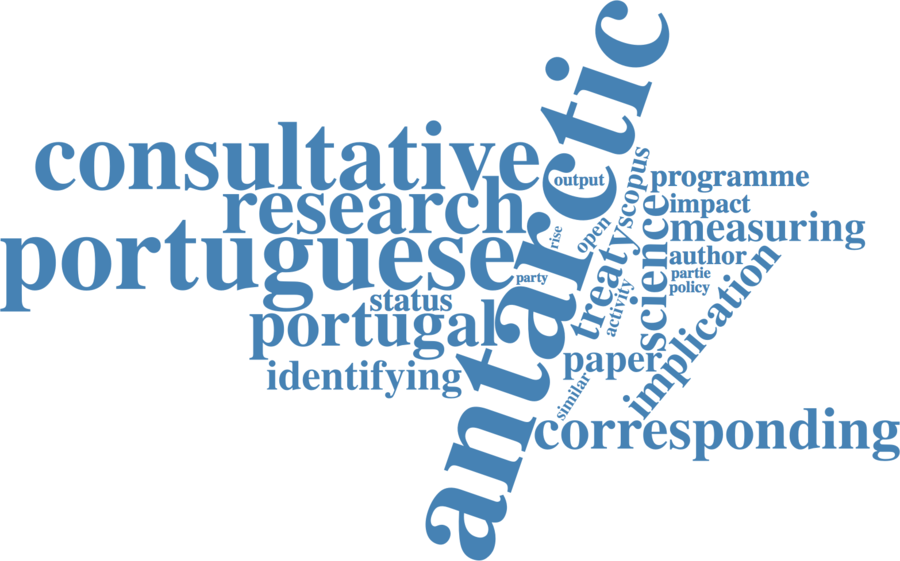 antarctic
consultative
output
scopus
programme
research
impact
science
portuguese
rise
open
measuring
treaty
author
party
partie
policy
status
activity
implication
portugal
paper
identifying
similar
corresponding